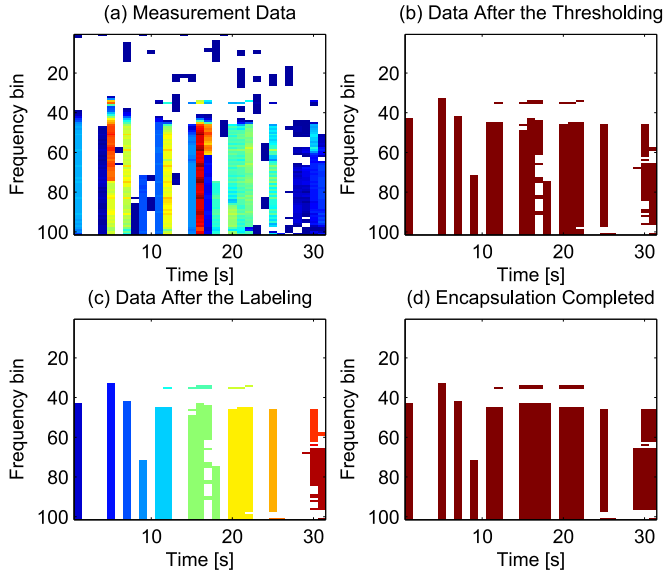 (a) Measurement Data
(b) Data After the Thresholding
Frequency bin
20
40
60
80
100
10
20
30
Time [s]
Frequency bin
20
40
60
80
100
10
20
30
Time [s]
(c) Data After the Labeling
(d) Encapsulation Completed
Frequency bin
20
40
60
80
100
10
20
30
Time [s]
Frequency bin
20
40
60
80
100
10
20
30
Time [s]